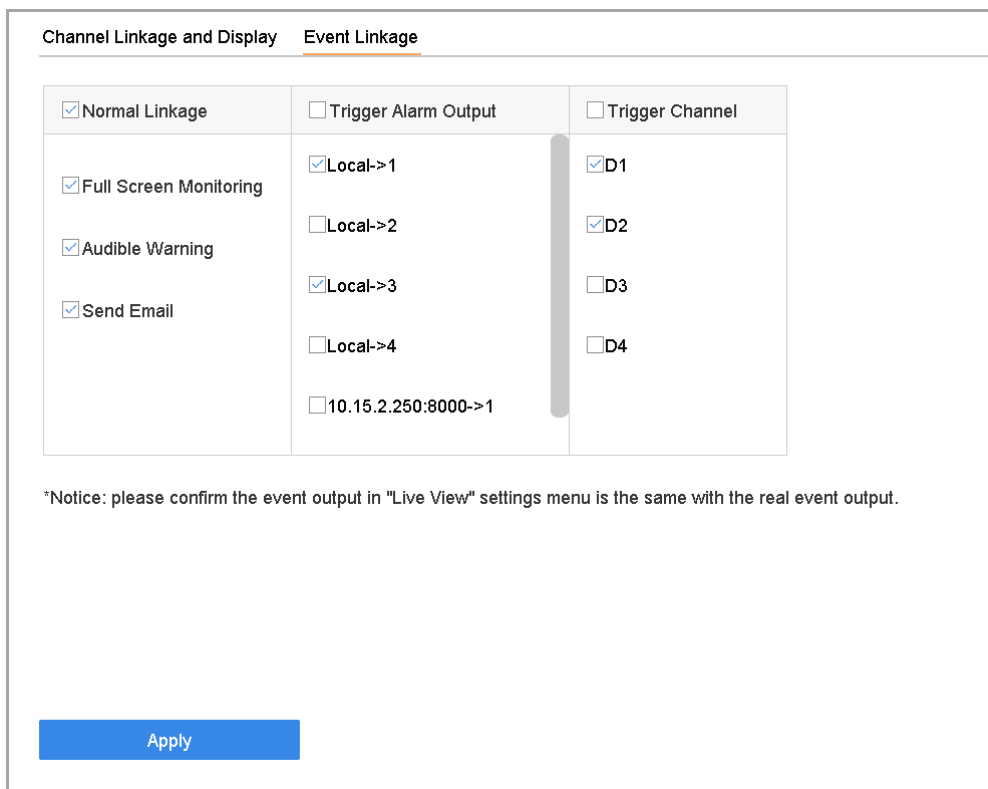 Channel Linkage and Display Event Linkage
Normal Linkage Trigger Alarm Output Trigger Channel
Local->1 D1
Full Screen Monitoring
Local->2 D2
Audible Warning
Local->3 D3
Send Email
Local->4 D4
10.15.2.250:8000->1
*Notice: please confirm the event output in "Live View" settings menu is the same with the real event output.
Apply